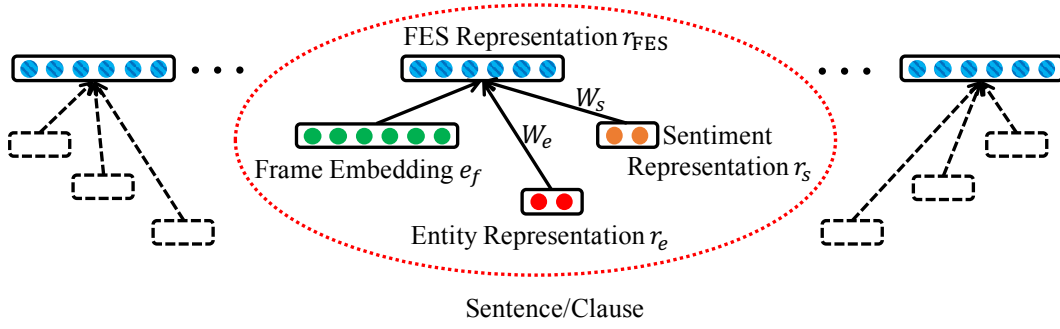 FES Representation r_FES
W_s
W_e
Sentiment
Representation r_s
Frame Embedding e_f
Entity Representation r_e
Sentence/Clause